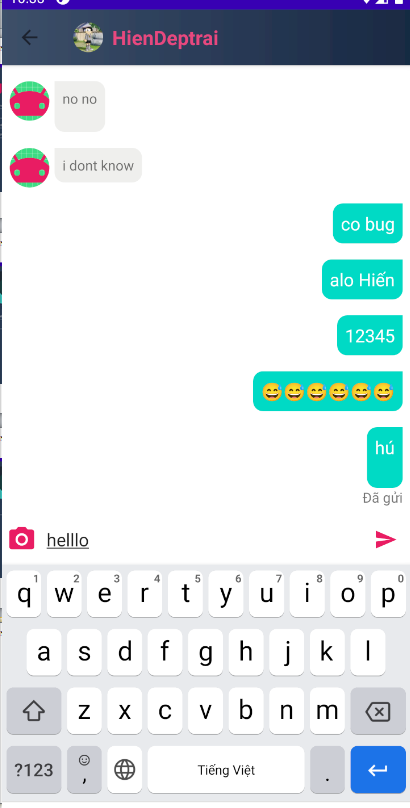 HienDeptrai
no no
i dont know
co bug
alo Hiến
12345
😅😅😅😅😅😅
hú
Đã gửi
helllo
q 1 w 2 e 3 r 4 t 5 y 6 u 7 i 8 o 9 p 0
a s d f g h j k l
z x c v b n m
?123 , Tiếng Việt .